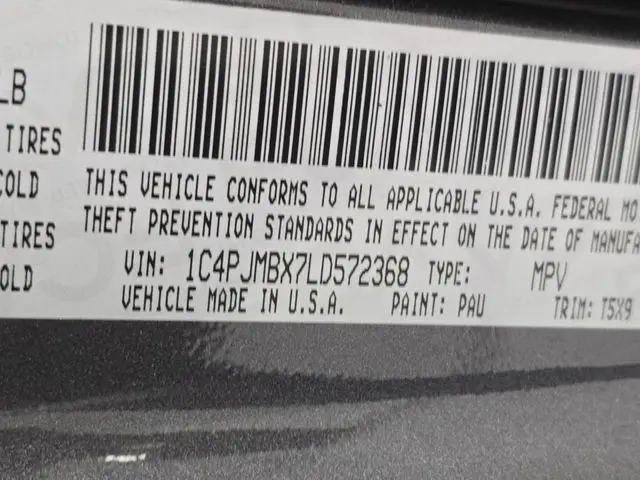 LB
TIRES
COLD
TIRES
OLD
THIS VEHICLE CONFORMS TO ALL APPLICABLE U.S.A. FEDERAL MO
THEFT PREVENTION STANDARDS IN EFFECT ON THE DATE OF MANUFA
VIN: 1C4PJMBX7LD572368 TYPE: MPV
VEHICLE MADE IN U.S.A. PAINT: PAU TRIM: T5X9